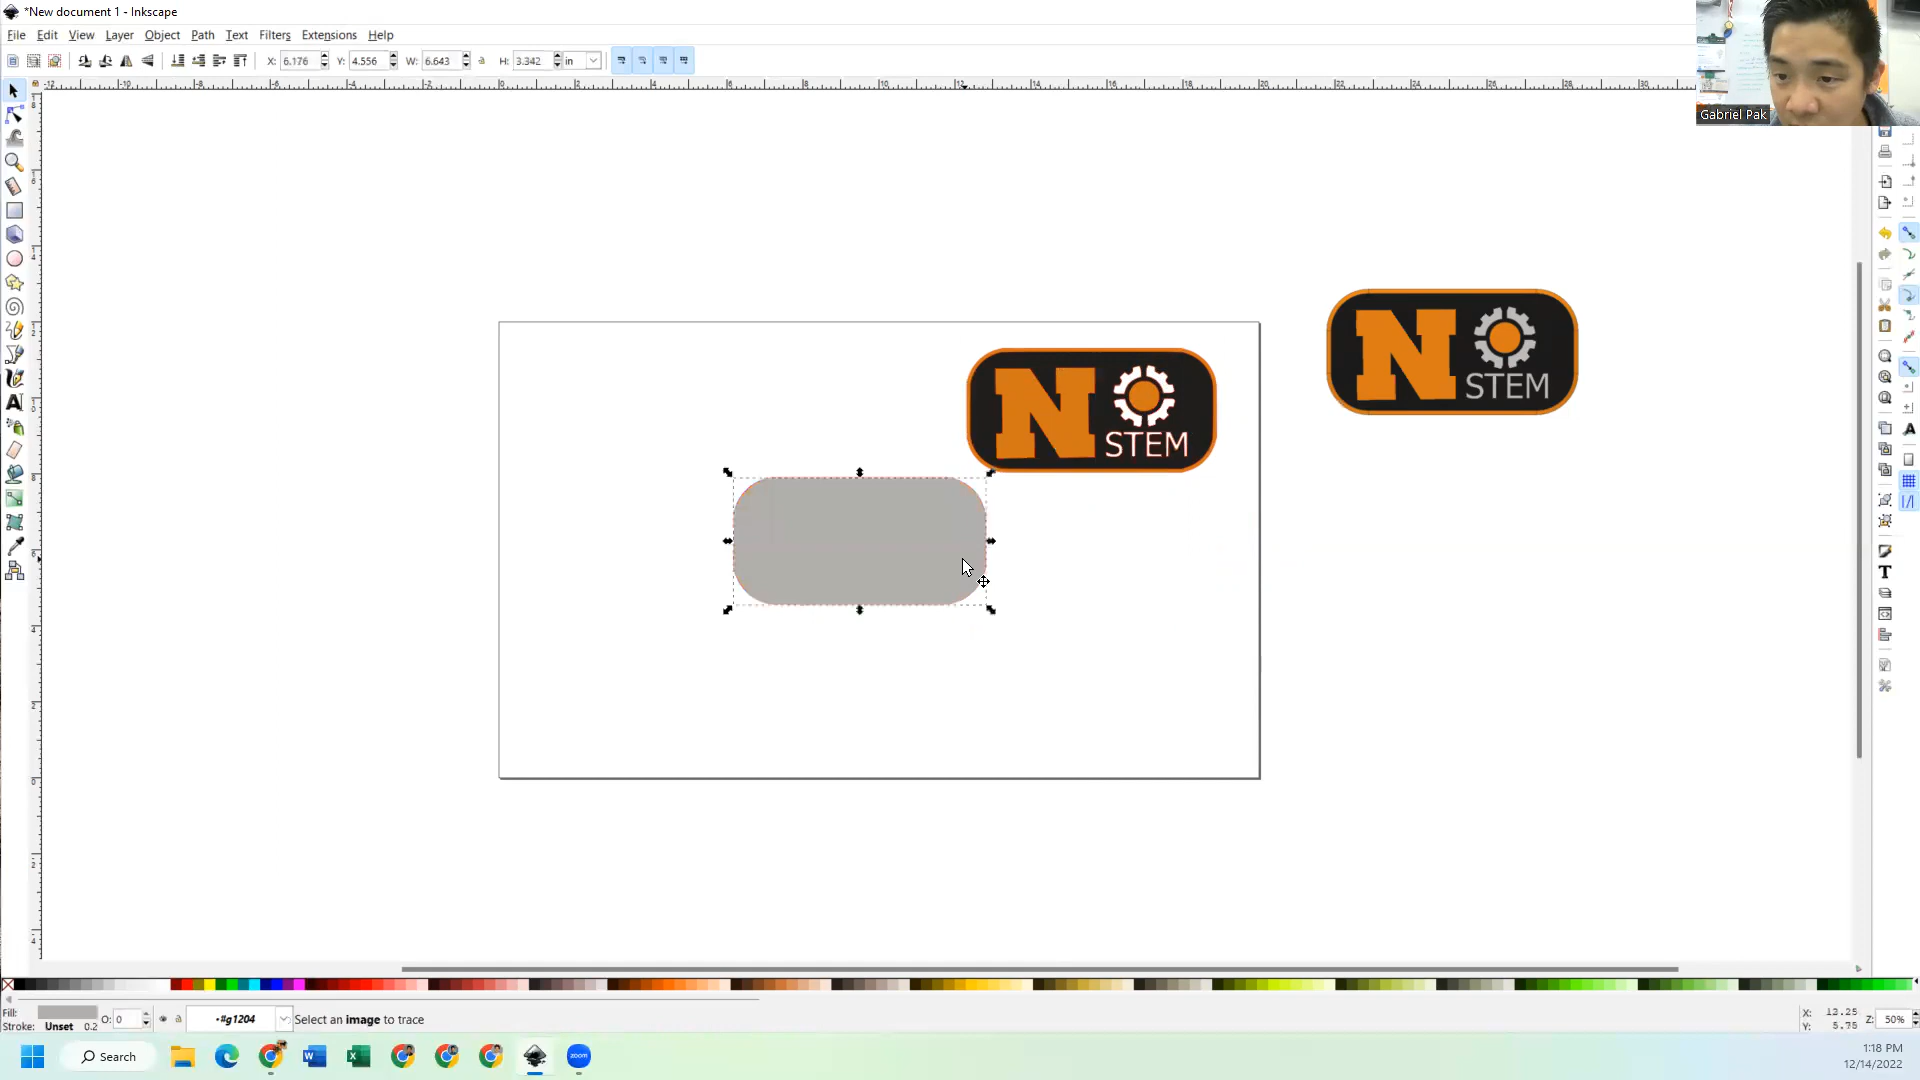 *New document 1 - Inkscape
File Edit View Layer Object Path Text Filters Extensions Help
X: 6.176 Y: 4.556 W: 6.643 H: 3.342 in
Gabriel Pak
N STEM
N STEM
Fill:
Stroke: Unset 0.2 O: 0 •#g1204 Select an image to trace
X: 12.25
Y: 5.75
Z: 50%
Search
zoom
1:18 PM
12/14/2022